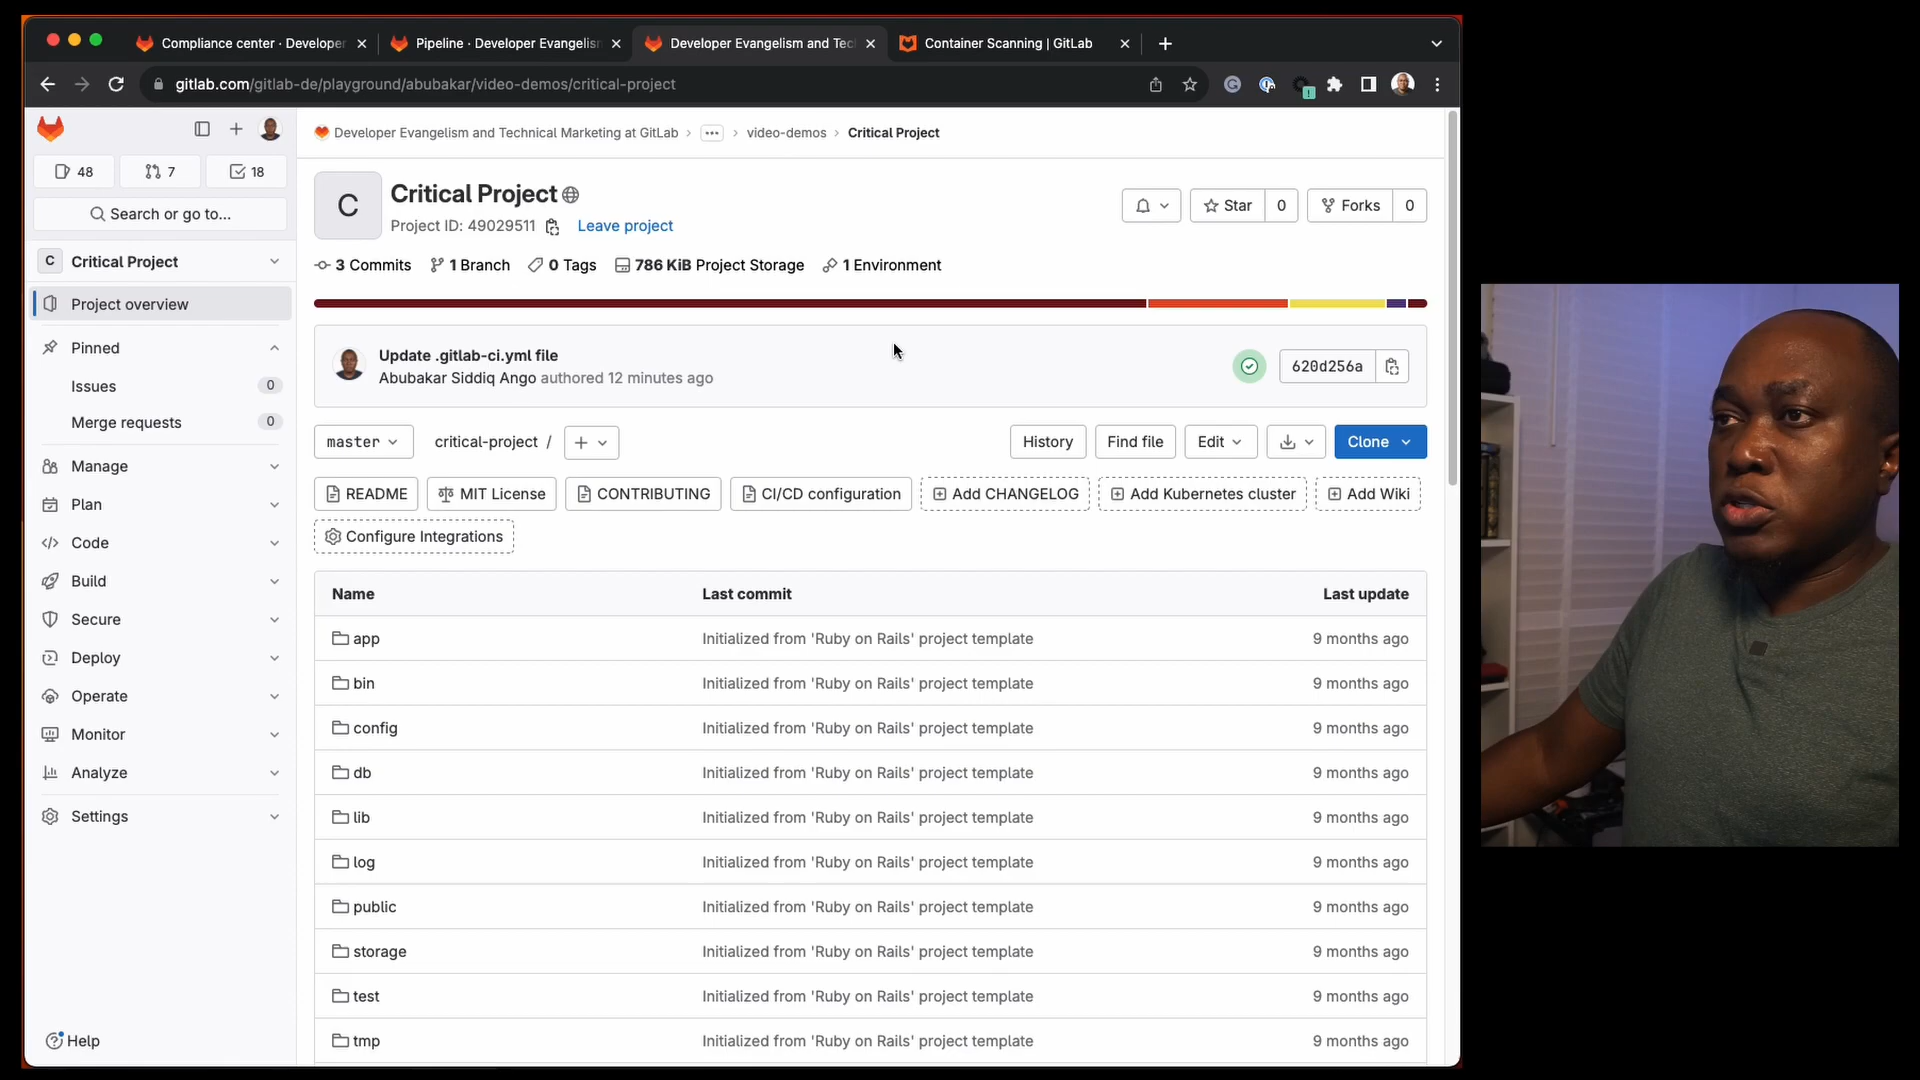 Compliance center · Developer
Pipeline · Developer Evangelism
Developer Evangelism and Tec
Container Scanning | GitLab
gitlab.com/gitlab-de/playground/abubakar/video-demos/critical-project
48
7
18
Search or go to...
C Critical Project
Project overview
Pinned
Issues 0
Merge requests 0
Manage
Plan
Code
Build
Secure
Deploy
Operate
Monitor
Analyze
Settings
Help
Developer Evangelism and Technical Marketing at GitLab › ... › video-demos › Critical Project
C
Critical Project
Project ID: 49029511 Leave project
Star 0
Forks 0
3 Commits 1 Branch 0 Tags 786 KiB Project Storage 1 Environment
Update .gitlab-ci.yml file
Abubakar Siddiq Ango authored 12 minutes ago
620d256a
master
critical-project / +
History Find file Edit Clone
README MIT License CONTRIBUTING CI/CD configuration Add CHANGELOG Add Kubernetes cluster Add Wiki
Configure Integrations
Name Last commit Last update
app Initialized from 'Ruby on Rails' project template 9 months ago
bin Initialized from 'Ruby on Rails' project template 9 months ago
config Initialized from 'Ruby on Rails' project template 9 months ago
db Initialized from 'Ruby on Rails' project template 9 months ago
lib Initialized from 'Ruby on Rails' project template 9 months ago
log Initialized from 'Ruby on Rails' project template 9 months ago
public Initialized from 'Ruby on Rails' project template 9 months ago
storage Initialized from 'Ruby on Rails' project template 9 months ago
test Initialized from 'Ruby on Rails' project template 9 months ago
tmp Initialized from 'Ruby on Rails' project template 9 months ago